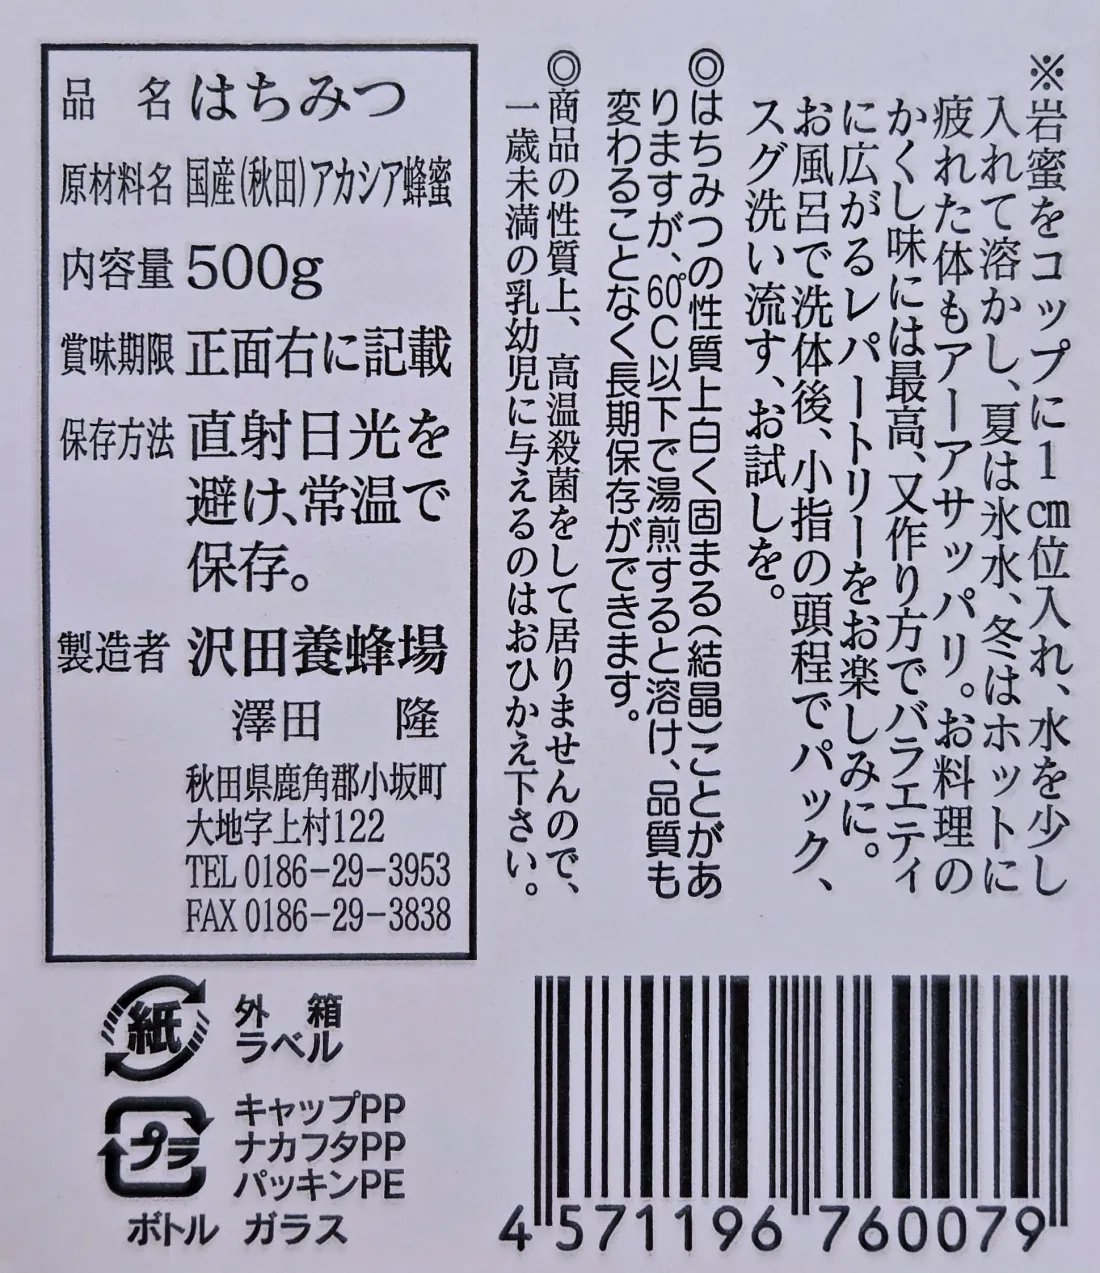 品 名 はちみつ
原材料名 国産(秋田)アカシア蜂蜜
内容量 500g
賞味期限 正面右に記載
保存方法 直射日光を
避け、常温で
保存。
製造者 沢田養蜂場
澤田 隆
秋田県鹿角郡小坂町
大地字上村122
TEL 0186-29-3953
FAX 0186-29-3838
※岩蜜をコップに1cm位入れ、水を少し
入れて溶かし、夏は氷水、冬はホットに
疲れた体もアーアサッパリ。お料理の
かくし味には最高、又作り方でバラエティ
に広がるレパートリーをお楽しみに。
お風呂で洗体後、小指の頭程でパック、
スグ洗い流す、お試しを。
◎はちみつの性質上白く固まる(結晶)ことがあ
りますが、60℃以下で湯煎すると溶け、品質も
変わることなく長期保存ができます。
◎商品の性質上、高温殺菌をして居りませんので、
一歳未満の乳幼児に与えるのはおひかえ下さい。
紙
外 箱
ラベル
プラ
キャップPP
ナカフタPP
パッキンPE
ボトル ガラス
4 571196 760079